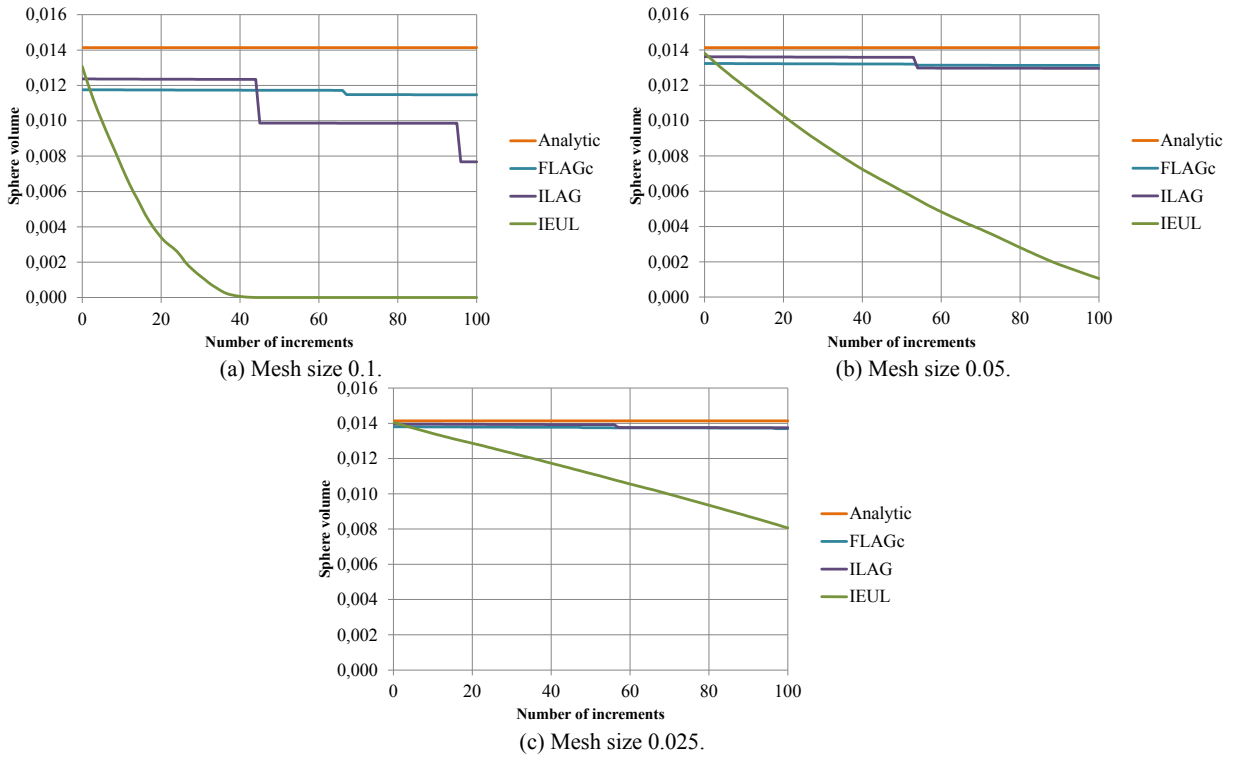 0,016
0,014
0,012
0,010
0,008
0,006
0,004
0,002
0,000
Sphere volume
0 20 40 60 80 100
Number of increments
Analytic
FLAGc
ILAG
IEUL
(a) Mesh size 0.1.
0,016
0,014
0,012
0,010
0,008
0,006
0,004
0,002
0,000
Sphere volume
0 20 40 60 80 100
Number of increments
Analytic
FLAGc
ILAG
IEUL
(b) Mesh size 0.05.
0,016
0,014
0,012
0,010
0,008
0,006
0,004
0,002
0,000
Sphere volume
0 20 40 60 80 100
Number of increments
Analytic
FLAGc
ILAG
IEUL
(c) Mesh size 0.025.